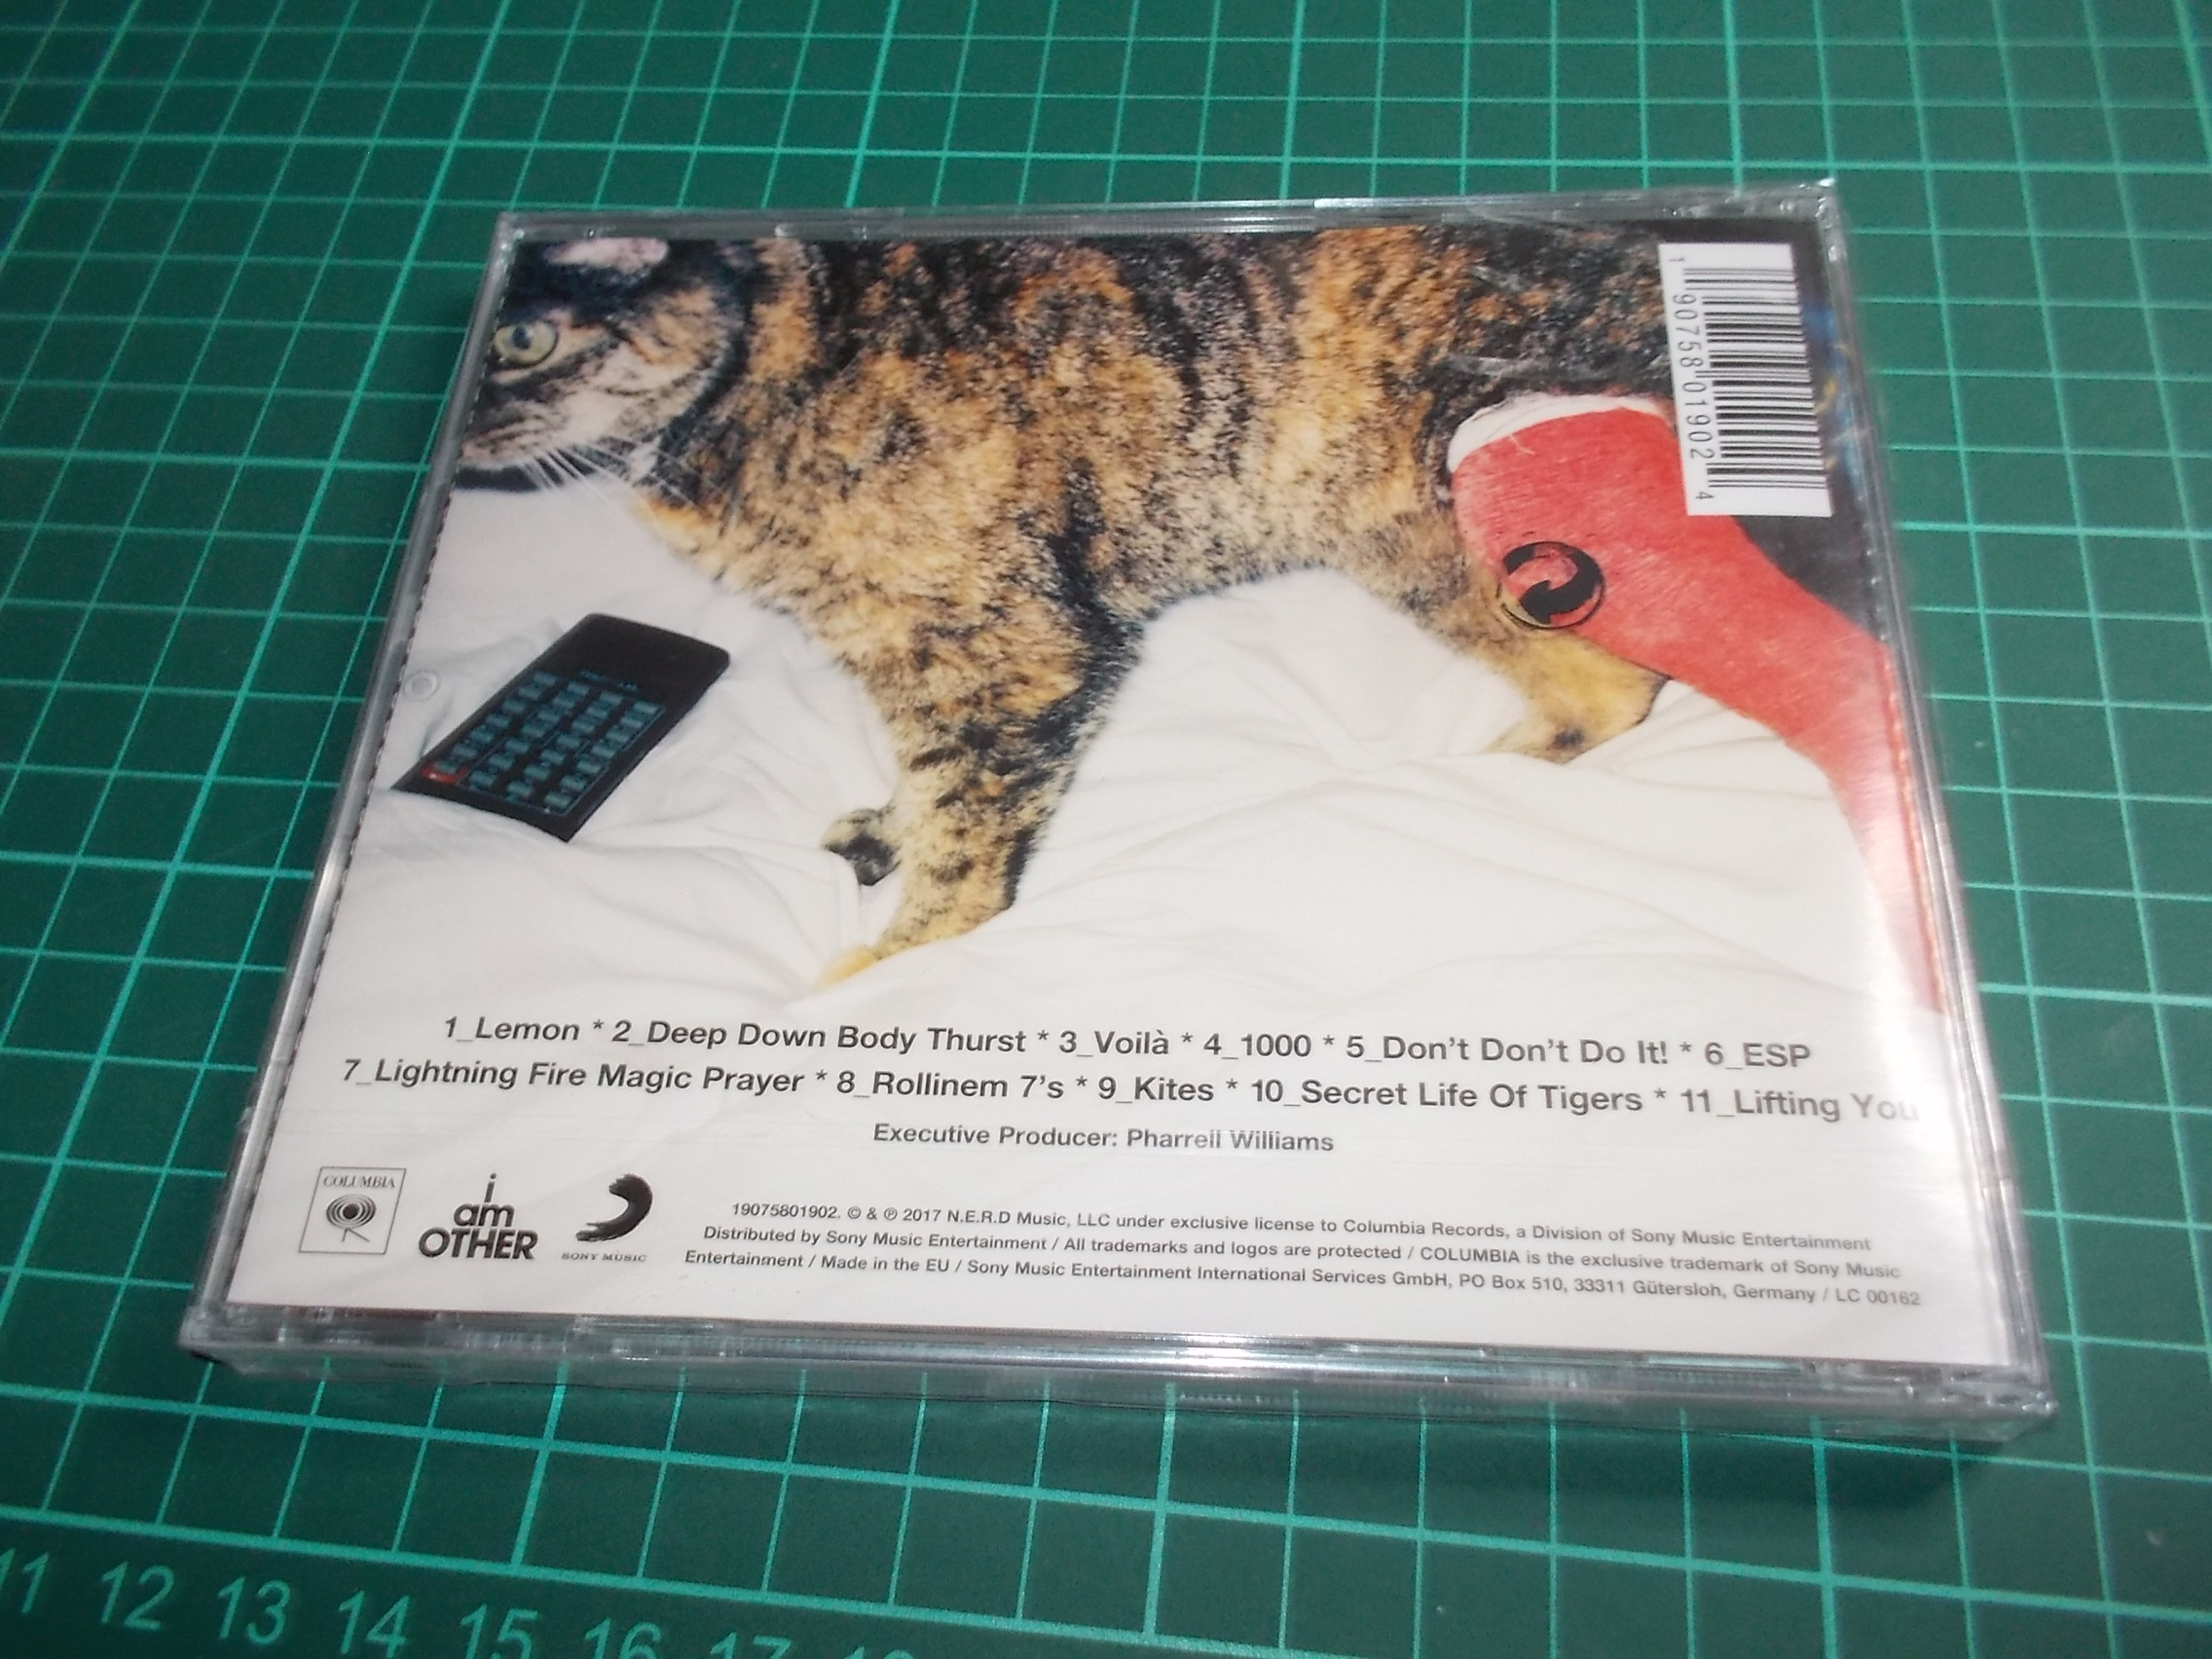 1 90758 01902 4
1_Lemon * 2_Deep Down Body Thurst * 3_Voilà * 4_1000 * 5_Don't Don't Do It! * 6_ESP
7_Lightning Fire Magic Prayer * 8_Rollinem 7's * 9_Kites * 10_Secret Life Of Tigers * 11_Lifting You
Executive Producer: Pharrell Williams
COLUMBIA
i
am
OTHER
SONY MUSIC
19075801902. © & ℗ 2017 N.E.R.D Music, LLC under exclusive license to Columbia Records, a Division of Sony Music Entertainment
Distributed by Sony Music Entertainment / All trademarks and logos are protected / COLUMBIA is the exclusive trademark of Sony Music
Entertainment / Made in the EU / Sony Music Entertainment International Services GmbH, PO Box 510, 33311 Gütersloh, Germany / LC 00162
11 12 13 14 15 16 17